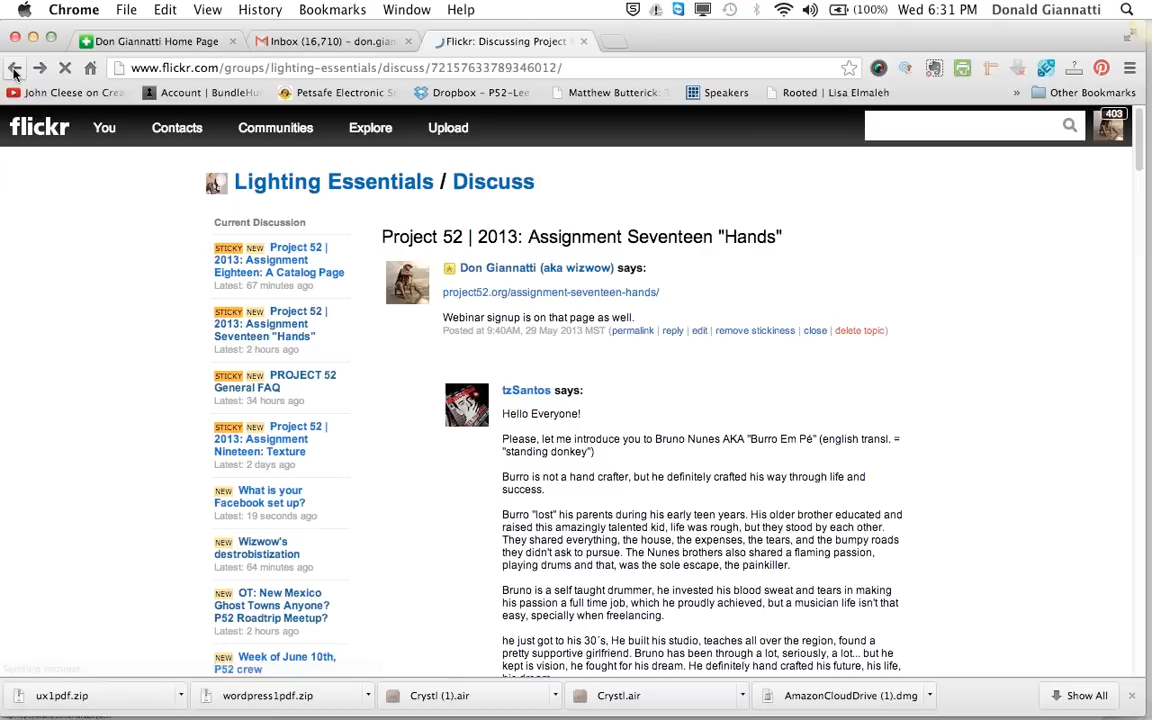 Chrome File Edit View History Bookmarks Window Help (100%) Wed 6:31 PM Donald Giannatti
Don Giannatti Home Page Inbox (16,710) - don.gian Flickr: Discussing Project
www.flickr.com/groups/lighting-essentials/discuss/72157633789346012/
John Cleese on Crea Account | BundleHu Petsafe Electronic S Dropbox - P52-Lee Matthew Butterick: Speakers Rooted | Lisa Elmaleh » Other Bookmarks
flickr You Contacts Communities Explore Upload 403
Lighting Essentials / Discuss
Current Discussion
STICKY NEW Project 52 |
2013: Assignment
Eighteen: A Catalog Page
Latest: 67 minutes ago
STICKY NEW Project 52 |
2013: Assignment
Seventeen "Hands"
Latest: 2 hours ago
STICKY NEW PROJECT 52
General FAQ
Latest: 34 hours ago
STICKY NEW Project 52 |
2013: Assignment
Nineteen: Texture
Latest: 2 days ago
NEW What is your
Facebook set up?
Latest: 19 seconds ago
NEW Wizwow's
destrobistization
Latest: 64 minutes ago
NEW OT: New Mexico
Ghost Towns Anyone?
P52 Roadtrip Meetup?
Latest: 2 hours ago
NEW Week of June 10th,
P52 crew
Project 52 | 2013: Assignment Seventeen "Hands"
Don Giannatti (aka wizwow) says:
project52.org/assignment-seventeen-hands/
Webinar signup is on that page as well.
Posted at 9:40AM, 29 May 2013 MST (permalink | reply | edit | remove stickiness | close | delete topic)
tzSantos says:
Hello Everyone!
Please, let me introduce you to Bruno Nunes AKA "Burro Em Pé" (english transl. =
"standing donkey")
Burro is not a hand crafter, but he definitely crafted his way through life and
success.
Burro "lost" his parents during his early teen years. His older brother educated and
raised this amazingly talented kid, life was rough, but they stood by each other.
They shared everything, the house, the expenses, the tears, and the bumpy roads
they didn't ask to pursue. The Nunes brothers also shared a flaming passion,
playing drums and that, was the sole escape, the painkiller.
Bruno is a self taught drummer, he invested his blood sweat and tears in making
his passion a full time job, which he proudly achieved, but a musician life isn't that
easy, specially when freelancing.
he just got to his 30´s, He built his studio, teaches all over the region, found a
pretty supportive girlfriend. Bruno has been through a lot, seriously, a lot... but he
kept is vision, he fought for his dream. He definitely hand crafted his future, his life,
ux1pdf.zip wordpress1pdf.zip Crystl (1).air Crystl.air AmazonCloudDrive (1).dmg Show All